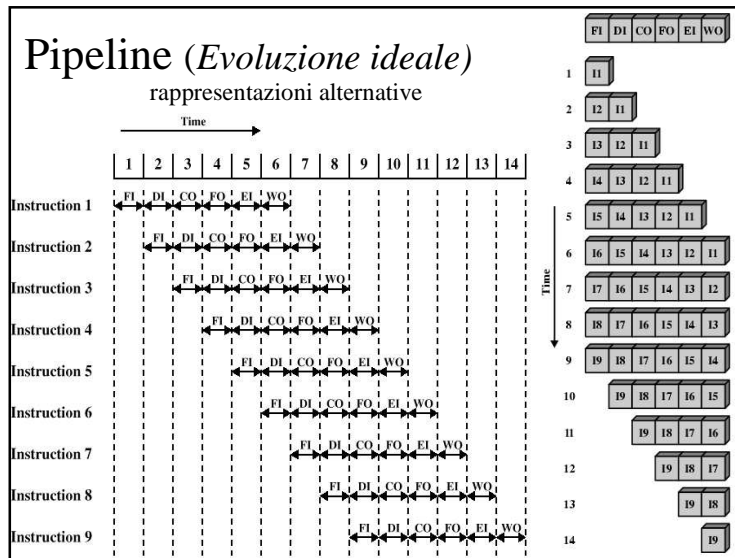 Pipeline (Evoluzione ideale)
rappresentazioni alternative
Time
1 2 3 4 5 6 7 8 9 10 11 12 13 14
Instruction 1 FI DI CO FO EI WO
Instruction 2 FI DI CO FO EI WO
Instruction 3 FI DI CO FO EI WO
Instruction 4 FI DI CO FO EI WO
Instruction 5 FI DI CO FO EI WO
Instruction 6 FI DI CO FO EI WO
Instruction 7 FI DI CO FO EI WO
Instruction 8 FI DI CO FO EI WO
Instruction 9 FI DI CO FO EI WO
FI DI CO FO EI WO
1 I1
2 I2 I1
3 I3 I2 I1
4 I4 I3 I2 I1
5 I5 I4 I3 I2 I1
6 I6 I5 I4 I3 I2 I1
7 I7 I6 I5 I4 I3 I2
8 I8 I7 I6 I5 I4 I3
9 I9 I8 I7 I6 I5 I4
10 I9 I8 I7 I6 I5
11 I9 I8 I7 I6
12 I9 I8 I7
13 I9 I8
14 I9
Time